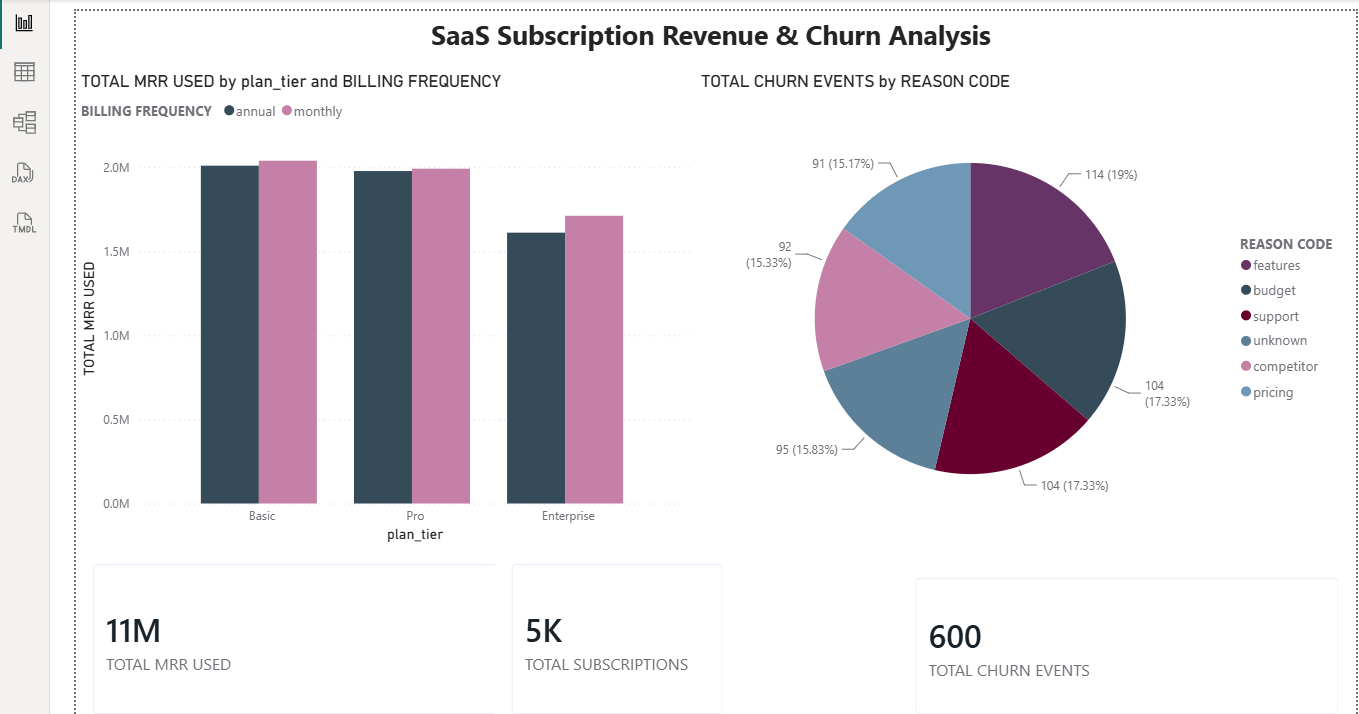 SaaS Subscription Revenue & Churn Analysis
TOTAL MRR USED by plan_tier and BILLING FREQUENCY
BILLING FREQUENCY annual monthly
TOTAL MRR USED
2.0M
1.5M
1.0M
0.5M
0.0M
Basic Pro Enterprise
plan_tier
TOTAL CHURN EVENTS by REASON CODE
91 (15.17%)
114 (19%)
92
(15.33%)
104
(17.33%)
95 (15.83%)
104 (17.33%)
REASON CODE
features
budget
support
unknown
competitor
pricing
11M
TOTAL MRR USED
5K
TOTAL SUBSCRIPTIONS
600
TOTAL CHURN EVENTS
DAX
TMDL